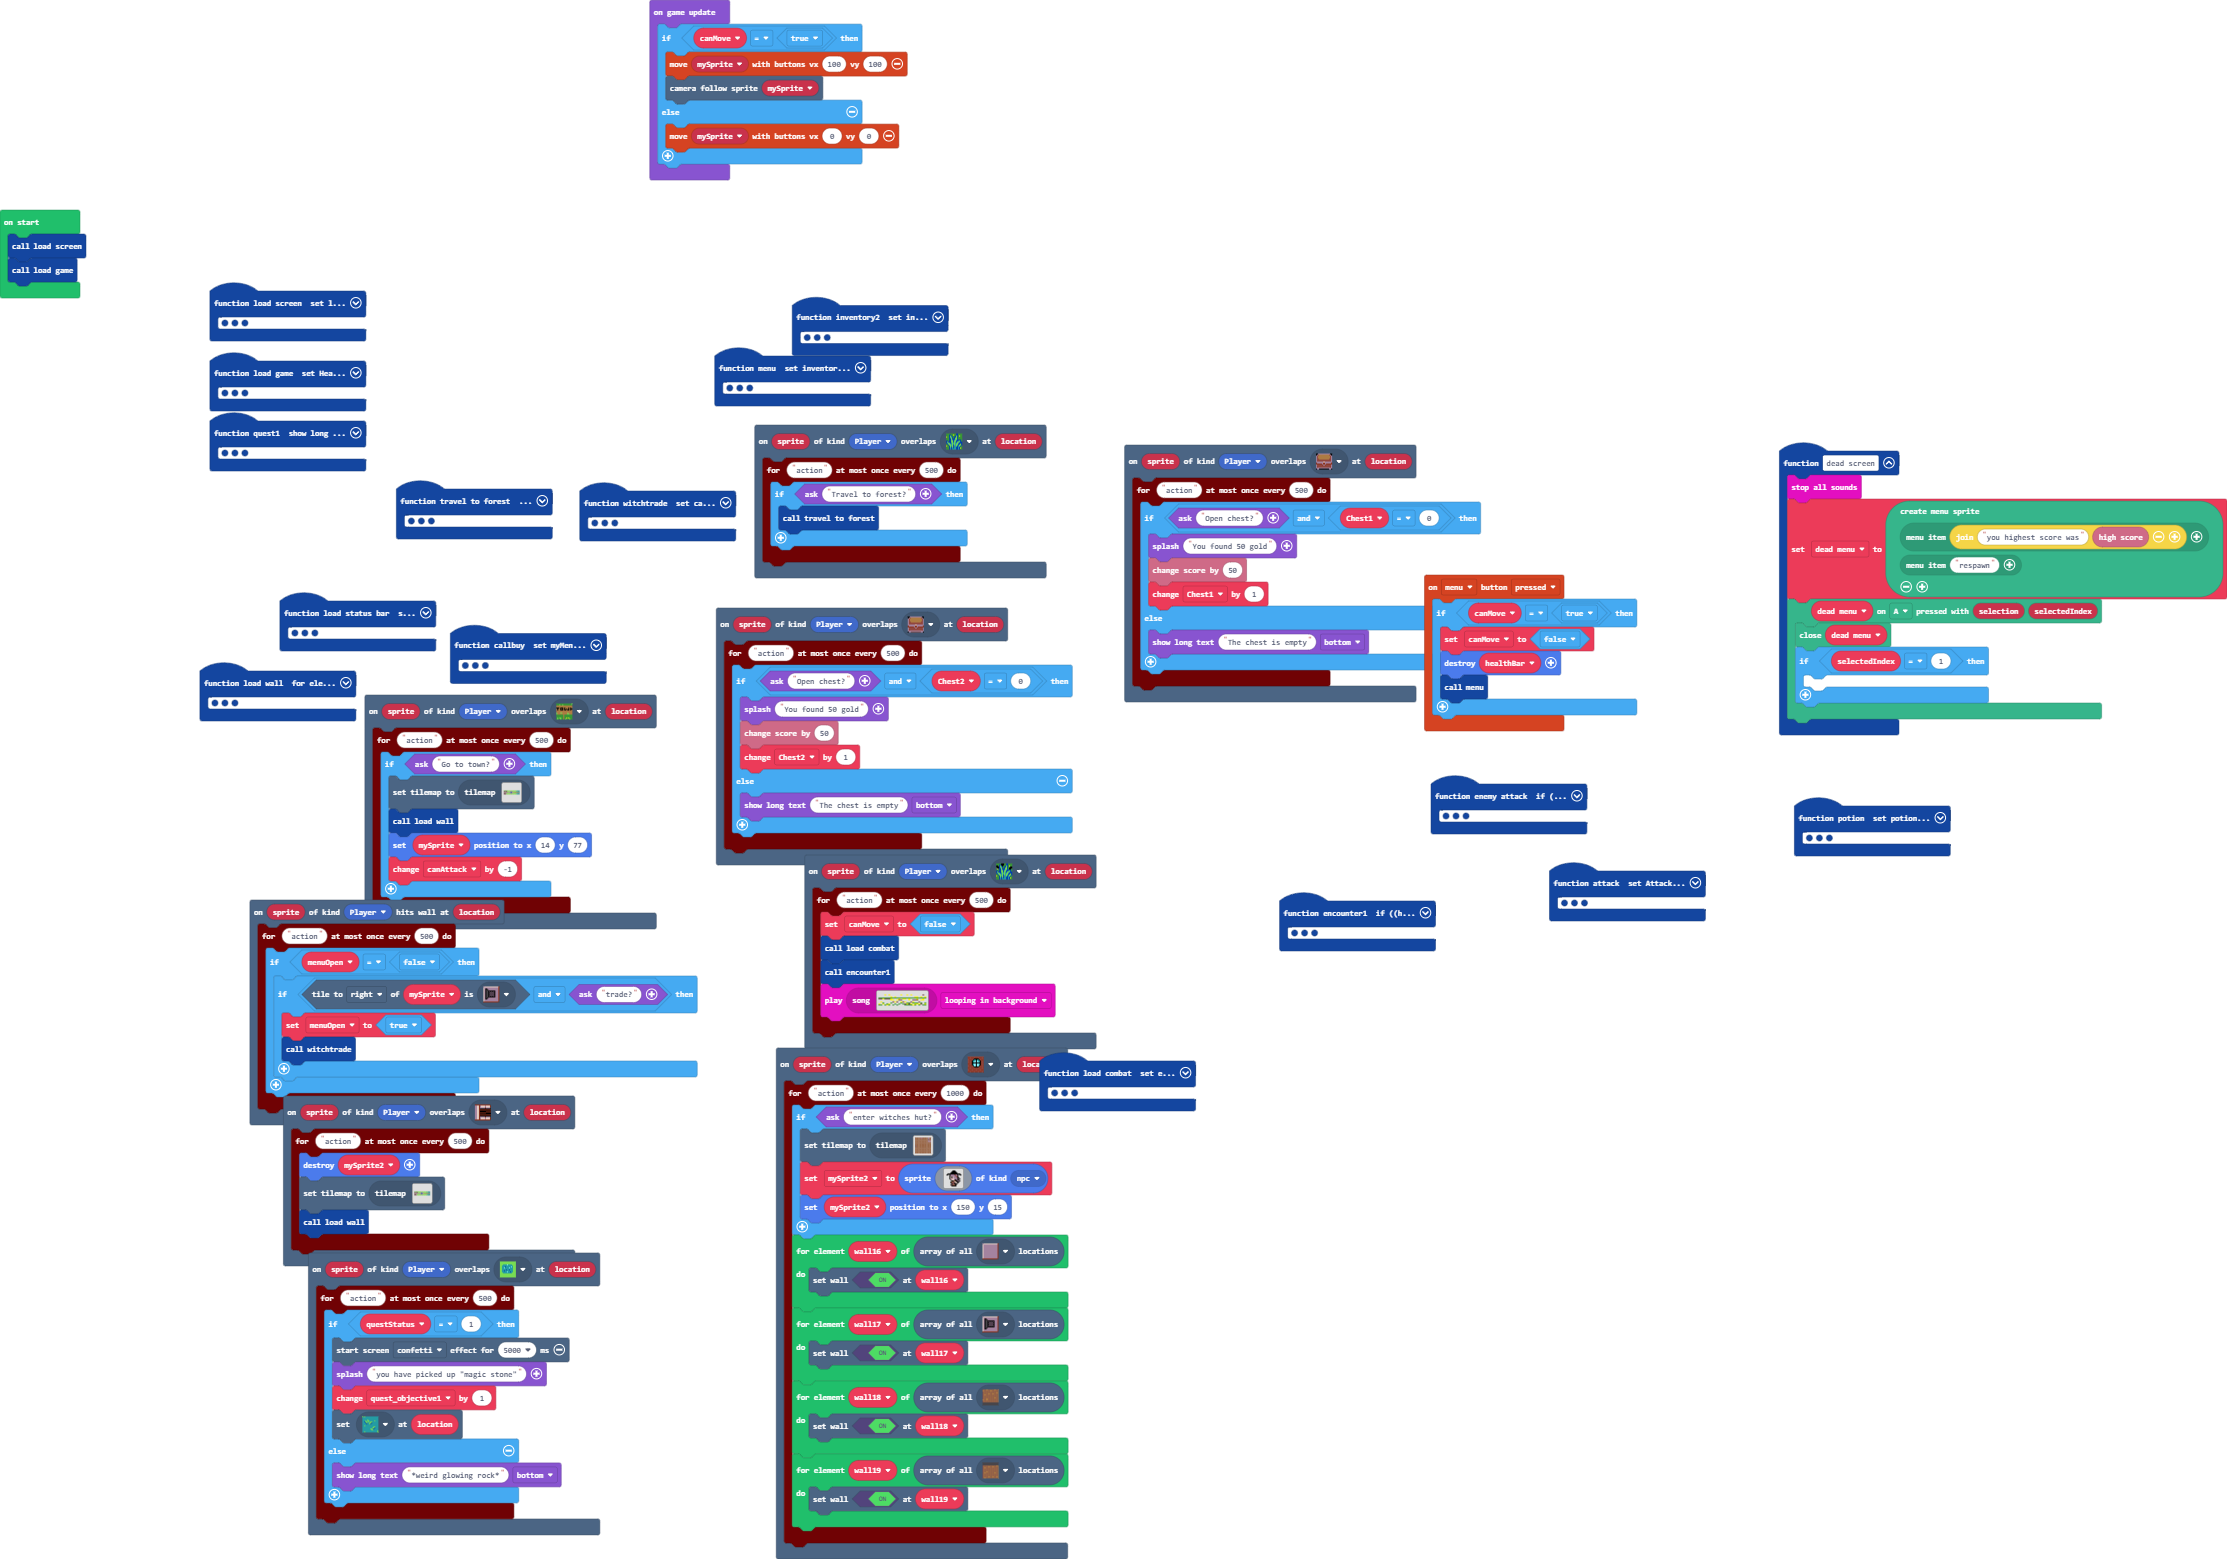 on game update
if canMove = true then
move mySprite with buttons vx 100 vy 100
camera follow sprite mySprite
else
move mySprite with buttons vx 0 vy 0
on start
call load screen
call load game
function load screen set l...
function load game set Hea...
function quest1 show long ...
function inventory2 set in...
function menu set inventor...
function travel to forest ...
function witchtrade set ca...
on sprite of kind Player overlaps at location
for "action" at most once every 500 do
if ask "Travel to forest?" then
call travel to forest
function load status bar s...
function callbuy set myMen...
function load wall for ele...
on sprite of kind Player overlaps at location
for "action" at most once every 500 do
if ask "Go to town?" then
set tilemap to tilemap
call load wall
set mySprite position to x 14 y 77
change canAttack by -1
on sprite of kind Player hits wall at location
for "action" at most once every 500 do
if menuOpen = false then
if tile to right of mySprite is and ask "trade?" then
set menuOpen to true
call witchtrade
on sprite of kind Player overlaps at location
for "action" at most once every 500 do
destroy mySprite2
set tilemap to tilemap
call load wall
on sprite of kind Player overlaps at location
for "action" at most once every 500 do
if questStatus = 1 then
start screen confetti effect for 5000 ms
splash "you have picked up "magic stone""
change quest_objective1 by 1
set at location
else
show long text "*weird glowing rock*" bottom
on sprite of kind Player overlaps at location
for "action" at most once every 500 do
if ask "Open chest?" and Chest2 = 0 then
splash "You found 50 gold"
change score by 50
change Chest2 by 1
else
show long text "The chest is empty" bottom
on sprite of kind Player overlaps at location
for "action" at most once every 500 do
set canMove to false
call load combat
call encounter1
play song looping in background
on sprite of kind Player overlaps at loca
for "action" at most once every 1000 do
if ask "enter witches hut?" then
set tilemap to tilemap
set mySprite2 to sprite of kind npc
set mySprite2 position to x 150 y 15
for element wall16 of array of all locations
do set wall ON at wall16
for element wall17 of array of all locations
do set wall ON at wall17
for element wall18 of array of all locations
do set wall ON at wall18
for element wall19 of array of all locations
do set wall ON at wall19
function load combat set e...
on sprite of kind Player overlaps at location
for "action" at most once every 500 do
if ask "Open chest?" and Chest1 = 0 then
splash "You found 50 gold"
change score by 50
change Chest1 by 1
else
show long text "The chest is empty" bottom
on menu button pressed
if canMove = true then
set canMove to false
destroy healthBar
call menu
function enemy attack if (...
function attack set Attack...
function encounter1 if ((h...
function dead screen
stop all sounds
create menu sprite
menu item join "you highest score was" high score
set dead menu to
menu item "respawn"
dead menu on A pressed with selection selectedIndex
close dead menu
if selectedIndex = 1 then
function potion set potion...